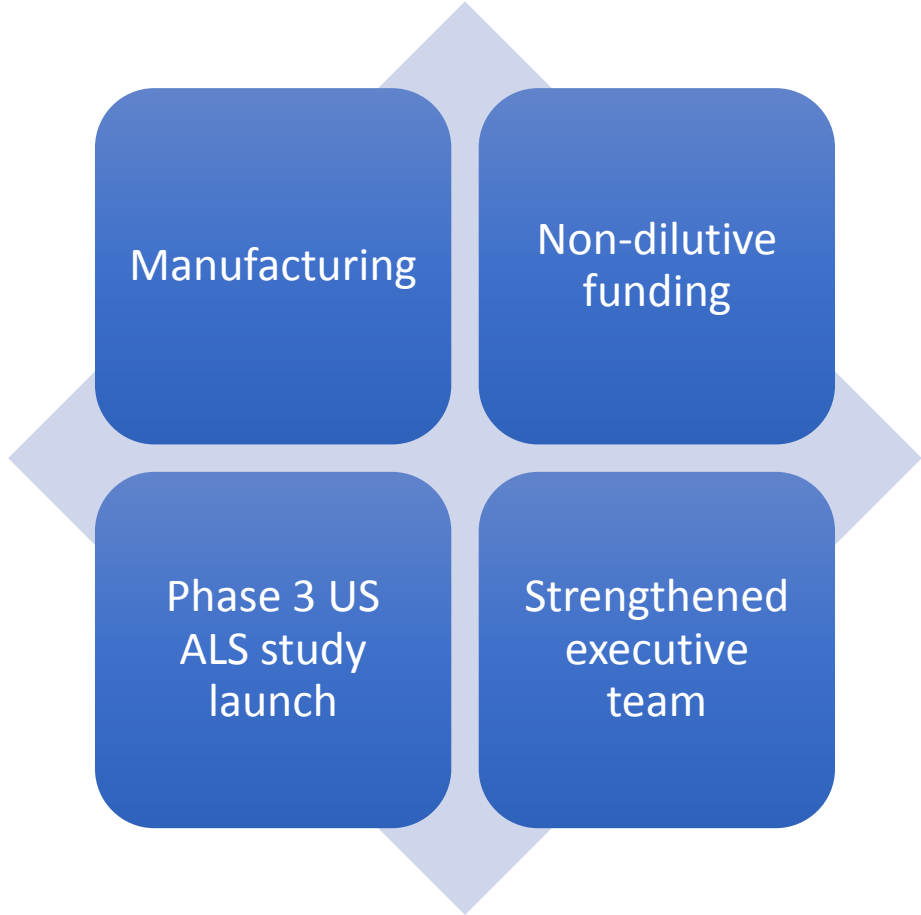 Manufacturing
Non-dilutive
funding
Phase 3 US
ALS study
launch
Strengthened
executive
team